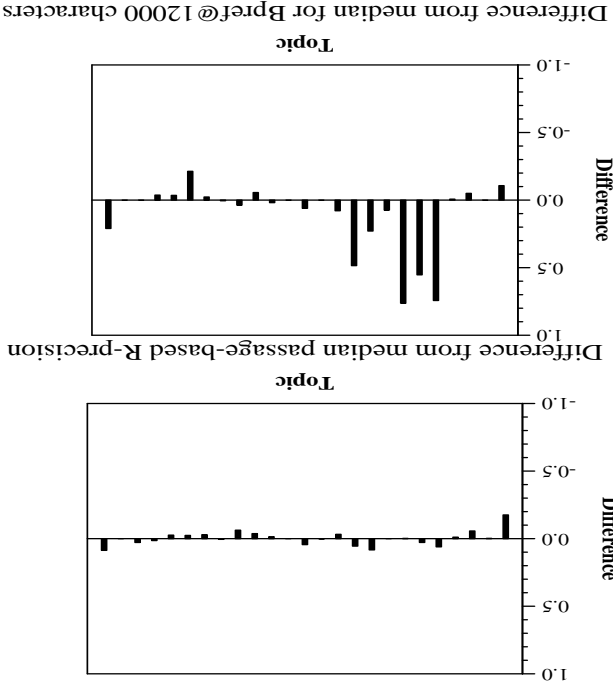 1.0
0.5
0.0
-0.5
-1.0
Difference
Topic
Difference from median passage-based R-precision
1.0
0.5
0.0
-0.5
-1.0
Difference
Topic
Difference from median for Bpref@12000 characters